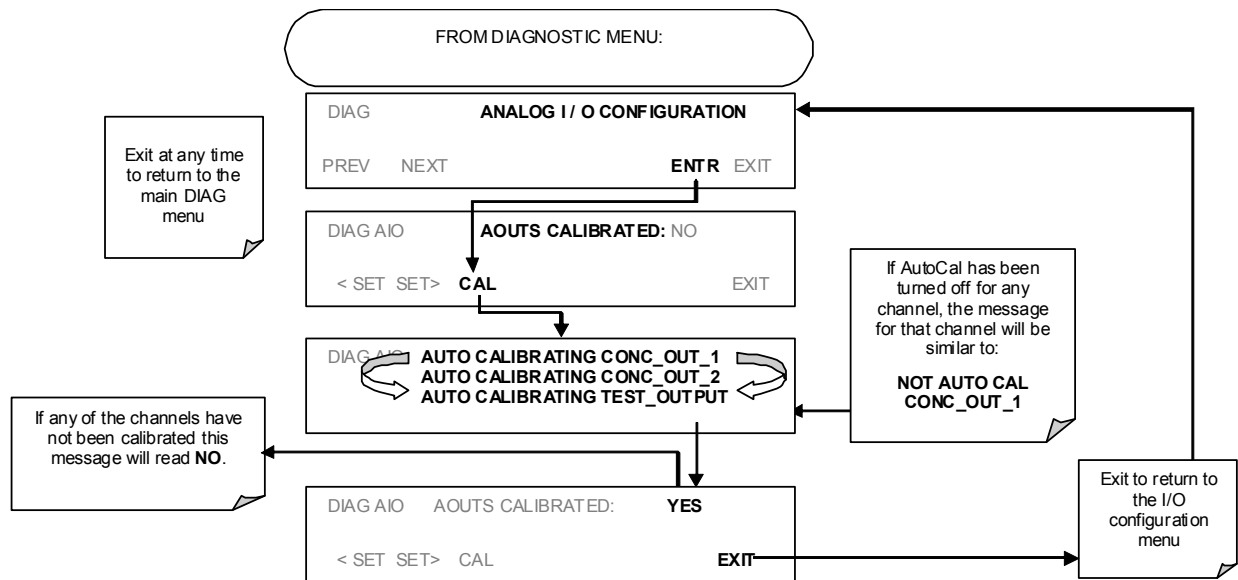 FROM DIAGNOSTIC MENU:
DIAG ANALOG I / O CONFIGURATION
PREV NEXT ENTR EXIT
Exit at any time
to return to the
main DIAG
menu
DIAG AIO AOUTS CALIBRATED: NO
< SET SET> CAL EXIT
If AutoCal has been
turned off for any
channel, the message
for that channel will be
similar to:
NOT AUTO CAL
CONC_OUT_1
DIAG AIO AUTO CALIBRATING CONC_OUT_1
AUTO CALIBRATING CONC_OUT_2
AUTO CALIBRATING TEST_OUTPUT
If any of the channels have
not been calibrated this
message will read NO.
DIAG AIO AOUTS CALIBRATED: YES
< SET SET> CAL EXIT
Exit to return to
the I/O
configuration
menu